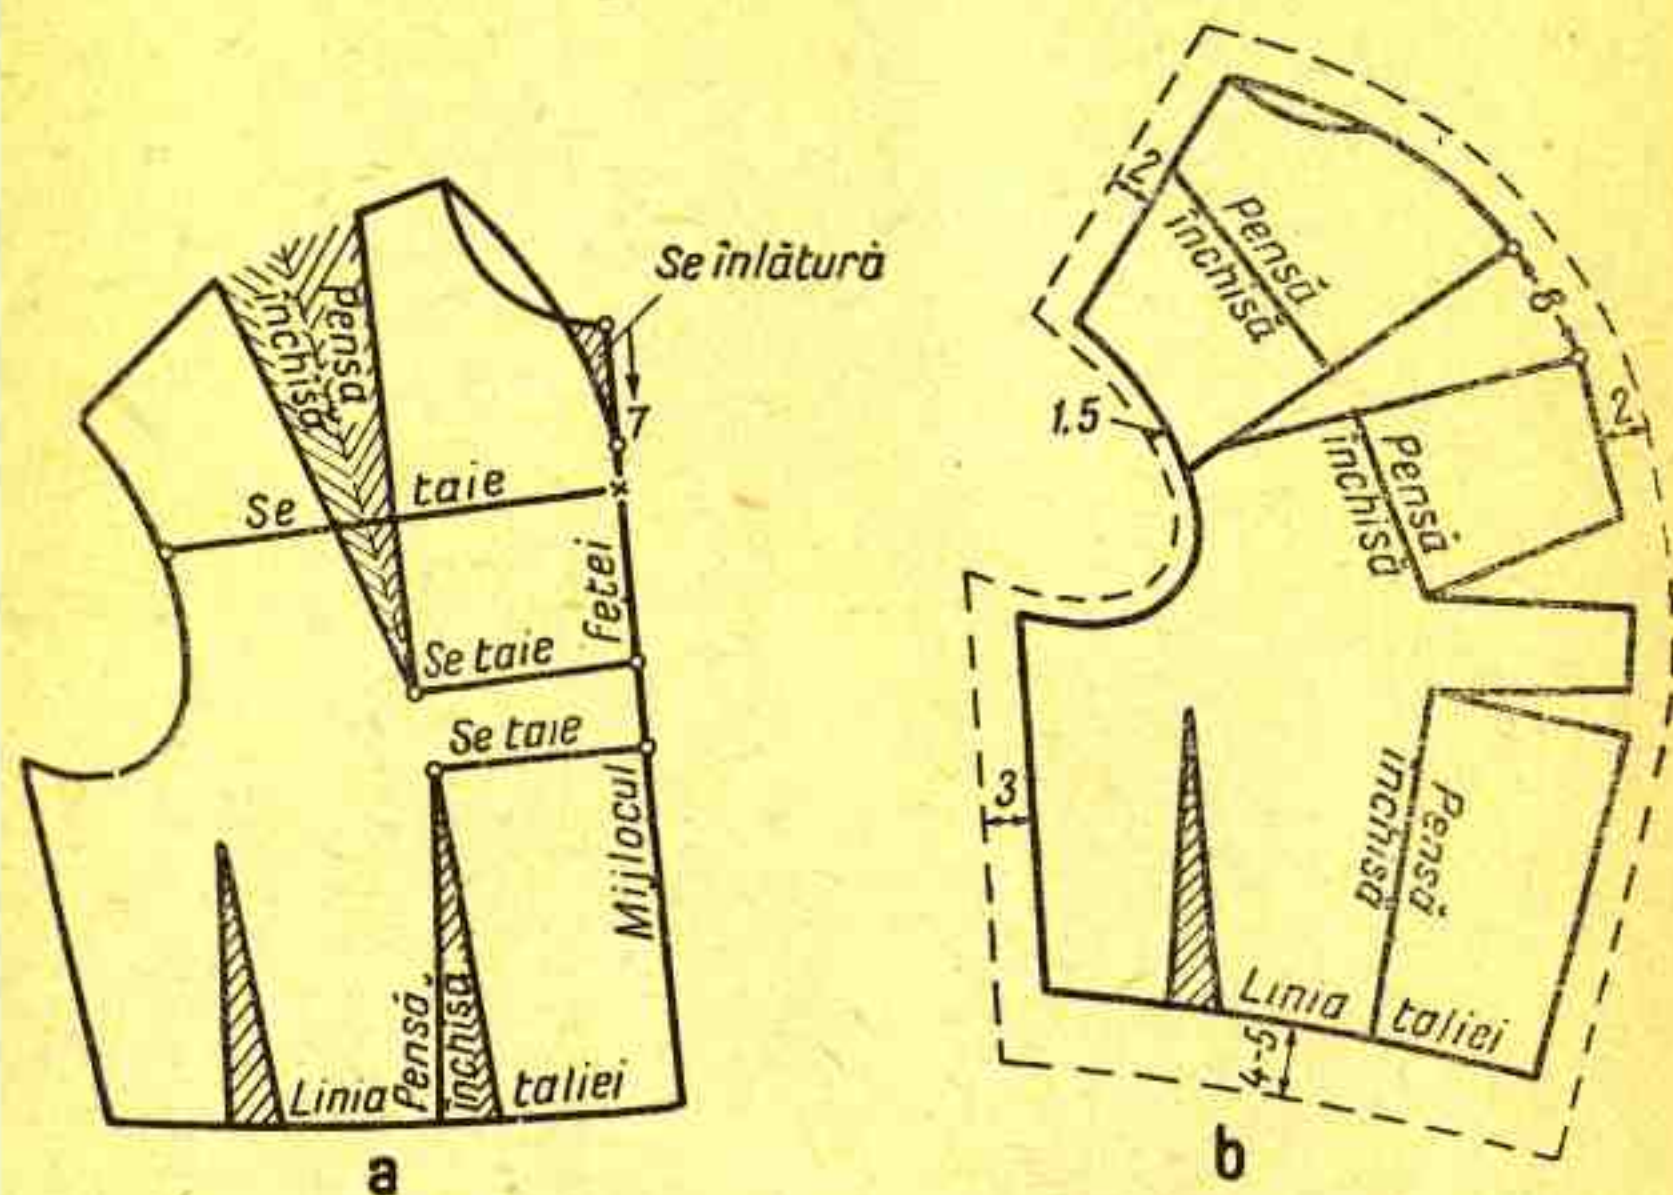 Se înlătură
Pensă
închisă
7
Se taie
Se taie
Se taie
Mijlocul feței
Pensă
închisă
Linia taliei
a
2
Pensă
închisă
8
1.5
2
Pensă
închisă
3
Pensă
închisă
Linia taliei
4-5
b